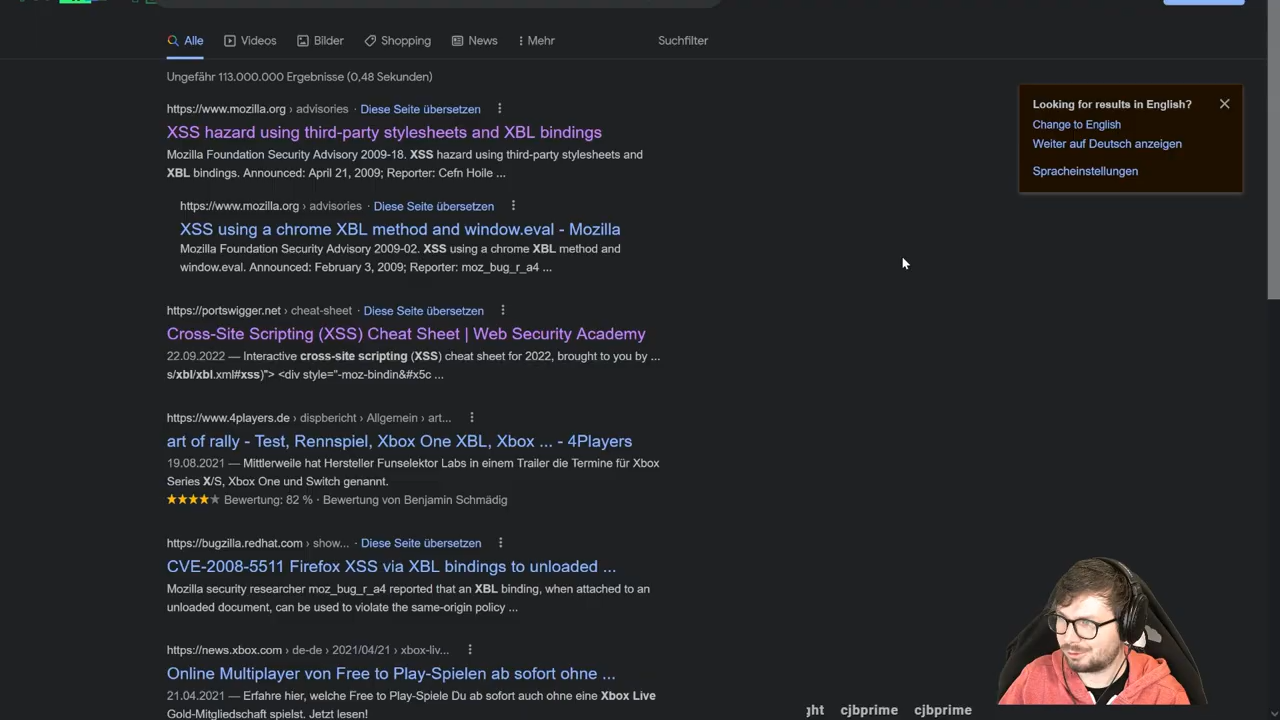 Alle
Videos
Bilder
Shopping
News
Mehr
Suchfilter
Ungefähr 113.000.000 Ergebnisse (0,48 Sekunden)
Looking for results in English?
Change to English
Weiter auf Deutsch anzeigen
Spracheinstellungen
https://www.mozilla.org › advisories · Diese Seite übersetzen
XSS hazard using third-party stylesheets and XBL bindings
Mozilla Foundation Security Advisory 2009-18. XSS hazard using third-party stylesheets and
XBL bindings. Announced: April 21, 2009; Reporter: Cefn Hoile ...
https://www.mozilla.org › advisories · Diese Seite übersetzen
XSS using a chrome XBL method and window.eval - Mozilla
Mozilla Foundation Security Advisory 2009-02. XSS using a chrome XBL method and
window.eval. Announced: February 3, 2009; Reporter: moz_bug_r_a4 ...
https://portswigger.net › cheat-sheet · Diese Seite übersetzen
Cross-Site Scripting (XSS) Cheat Sheet | Web Security Academy
22.09.2022 — Interactive cross-site scripting (XSS) cheat sheet for 2022, brought to you by ...
s/xbl/xbl.xml#xss)"> <div style="-moz-bindin&#x5c ...
https://www.4players.de › dispbericht › Allgemein › art...
art of rally - Test, Rennspiel, Xbox One XBL, Xbox ... - 4Players
19.08.2021 — Mittlerweile hat Hersteller Funselektor Labs in einem Trailer die Termine für Xbox
Series X/S, Xbox One und Switch genannt.
★★★★★ Bewertung: 82 % · Bewertung von Benjamin Schmädig
https://bugzilla.redhat.com › show... · Diese Seite übersetzen
CVE-2008-5511 Firefox XSS via XBL bindings to unloaded ...
Mozilla security researcher moz_bug_r_a4 reported that an XBL binding, when attached to an
unloaded document, can be used to violate the same-origin policy ...
https://news.xbox.com › de-de › 2021/04/21 › xbox-liv...
Online Multiplayer von Free to Play-Spielen ab sofort ohne ...
21.04.2021 — Erfahre hier, welche Free to Play-Spiele Du ab sofort auch ohne eine Xbox Live
Gold-Mitgliedschaft spielst. Jetzt lesen!
ght cjbprime cjbprime